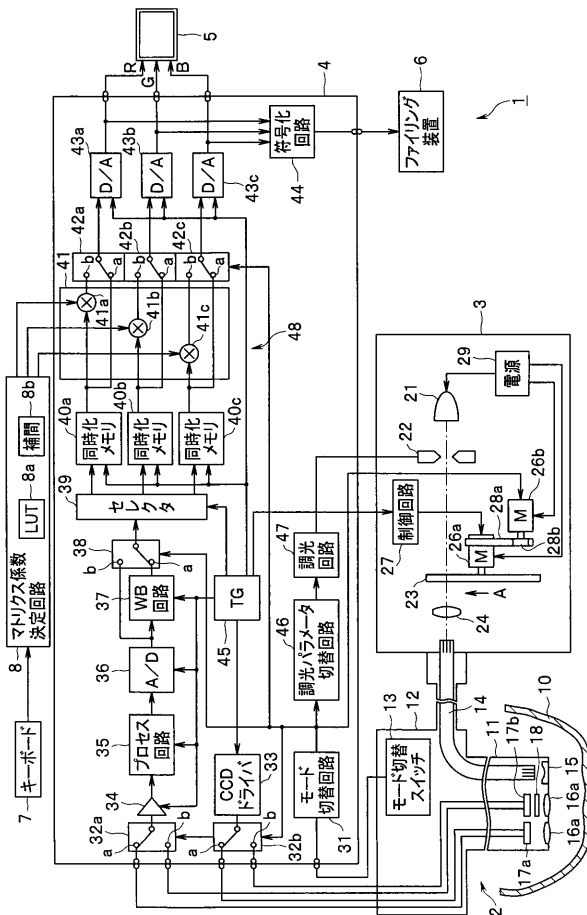 1
2
3
4
5
6
ファイリング
装置
7
キーボード
8
マトリクス係数
決定回路
8a
LUT
8b
補間
R
G
B
43a
D/A
43b
D/A
43c
D/A
44
符号化
回路
42a
42b
42c
b
a
b
a
b
a
41
41a
41b
41c
48
40a
同時化
メモリ
40b
同時化
メモリ
40c
同時化
メモリ
39
セレクタ
38
b
a
37
WB
回路
36
A/D
35
プロセス
回路
34
45
TG
32a
a
b
33
CCD
ドライバ
32b
a
b
31
モード
切替回路
46
調光パラメータ
切替回路
47
調光
回路
27
制御回路
21
22
29
電源
26a
M
26b
M
28a
28b
23
24
A
10
11
12
13
モード切替
スイッチ
14
15
16a
16a
17a
17b
18